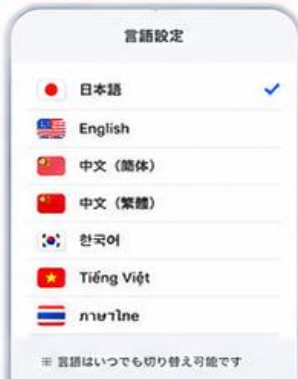 言語設定
日本語
English
中文（簡体）
中文（繁體）
한국어
Tiếng Việt
ภาษาไทย
※ 言語はいつでも切り替え可能です